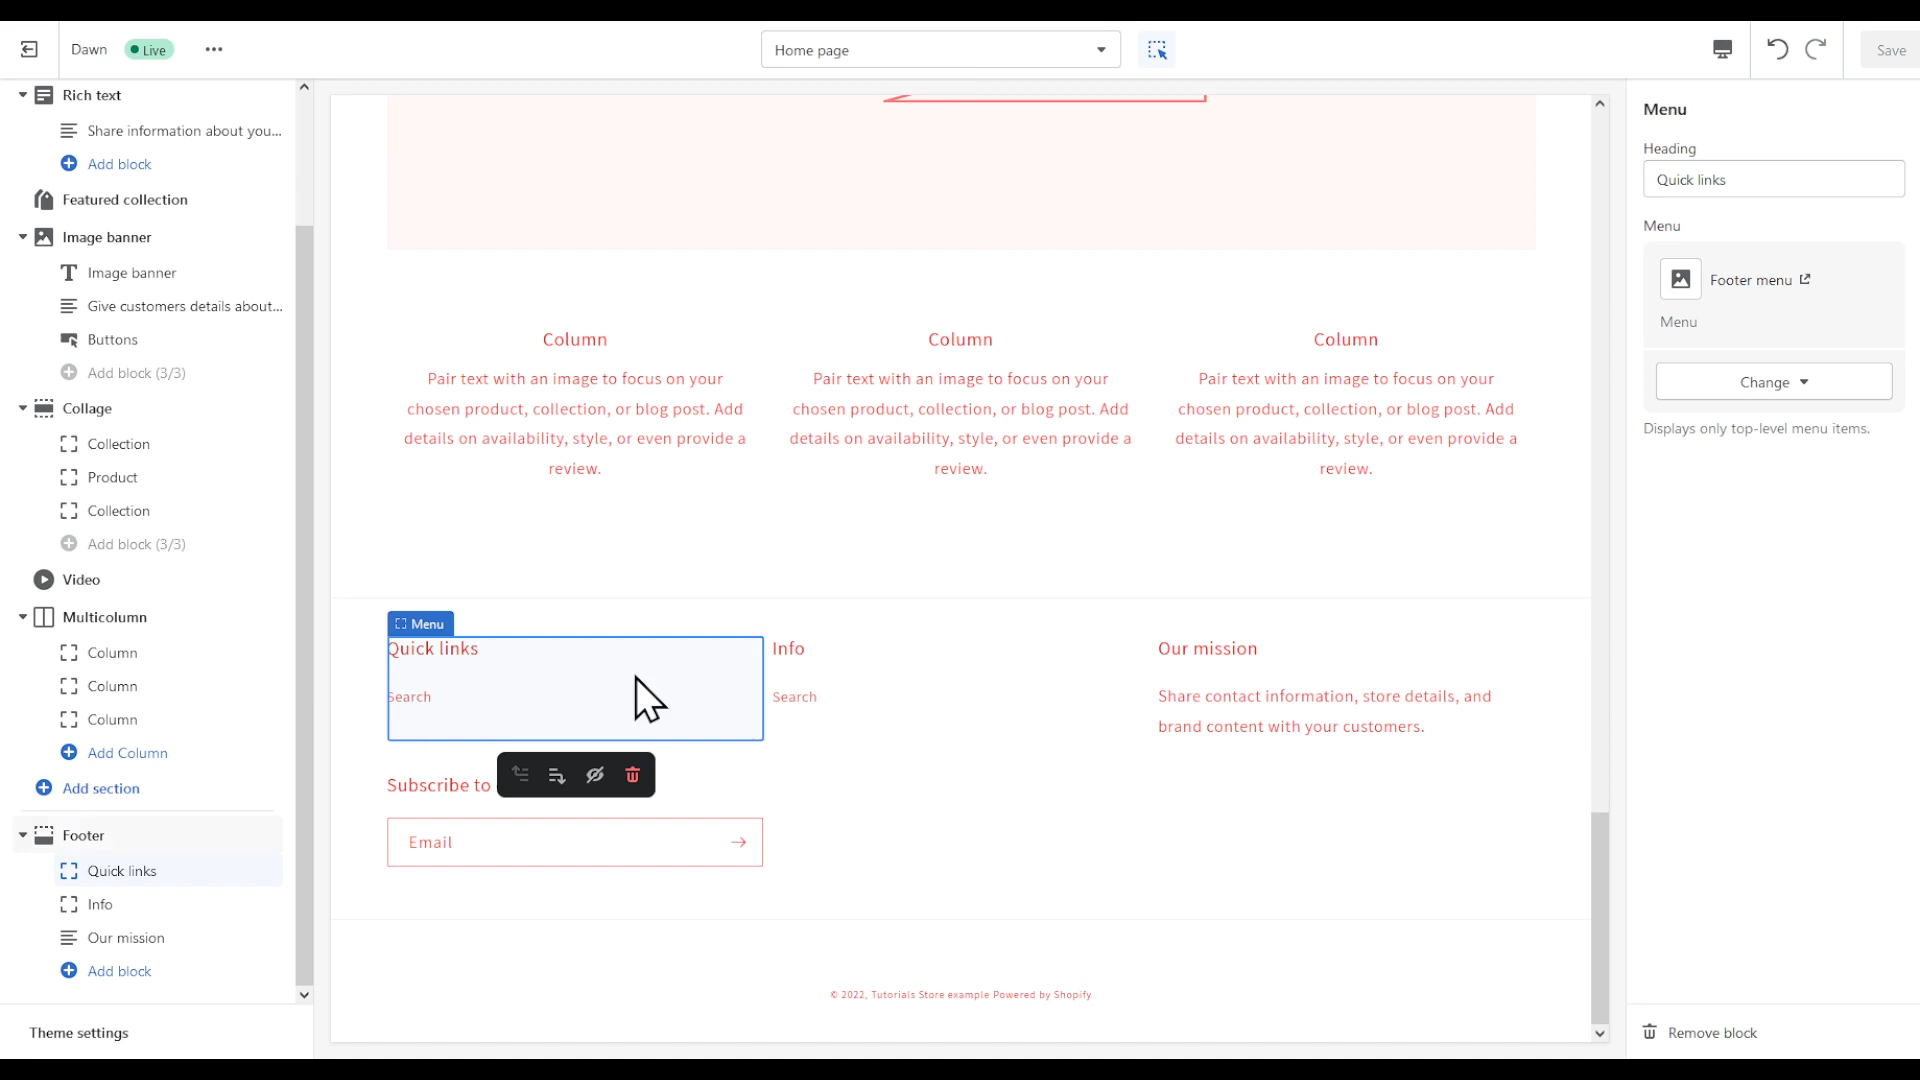 Dawn
Live
Home page
Save
Rich text
Share information about you...
Add block
Featured collection
Image banner
Image banner
Give customers details about...
Buttons
Add block (3/3)
Collage
Collection
Product
Collection
Add block (3/3)
Video
Multicolumn
Column
Column
Column
Add Column
Add section
Footer
Quick links
Info
Our mission
Add block
Theme settings
Column
Pair text with an image to focus on your
chosen product, collection, or blog post. Add
details on availability, style, or even provide a
review.
Column
Pair text with an image to focus on your
chosen product, collection, or blog post. Add
details on availability, style, or even provide a
review.
Column
Pair text with an image to focus on your
chosen product, collection, or blog post. Add
details on availability, style, or even provide a
review.
Menu
Quick links
Search
Info
Search
Our mission
Share contact information, store details, and
brand content with your customers.
Subscribe to
Email
© 2022, Tutorials Store example Powered by Shopify
Menu
Heading
Quick links
Menu
Footer menu
Menu
Change
Displays only top-level menu items.
Remove block